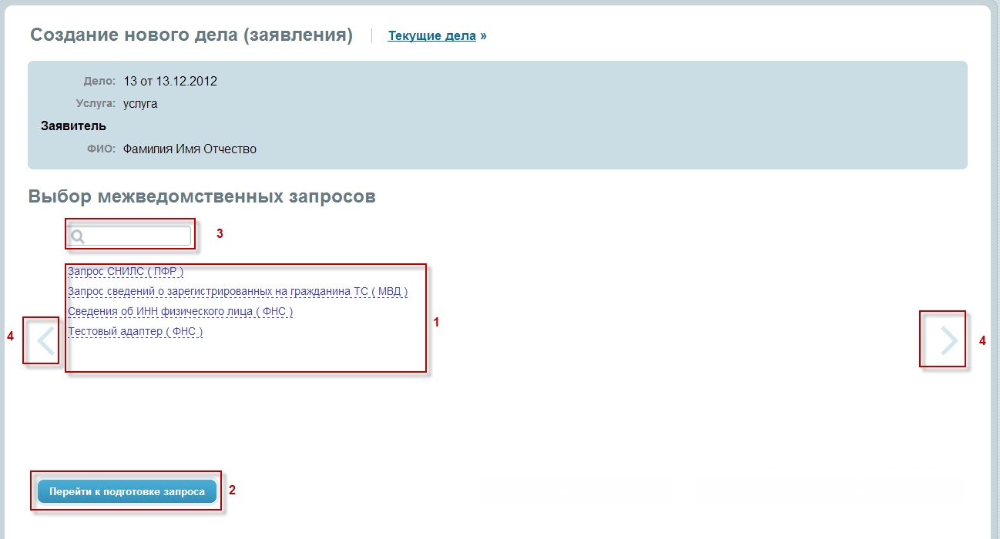 Создание нового дела (заявления) Текущие дела »
Дело: 13 от 13.12.2012
Услуга: услуга
Заявитель
ФИО: Фамилия Имя Отчество
Выбор межведомственных запросов
3
Запрос СНИЛС ( ПФР )
Запрос сведений о зарегистрированных на гражданина ТС ( МВД )
Сведения об ИНН физического лица ( ФНС )
1
Тестовый адаптер ( ФНС )
4
4
Перейти к подготовке запроса 2